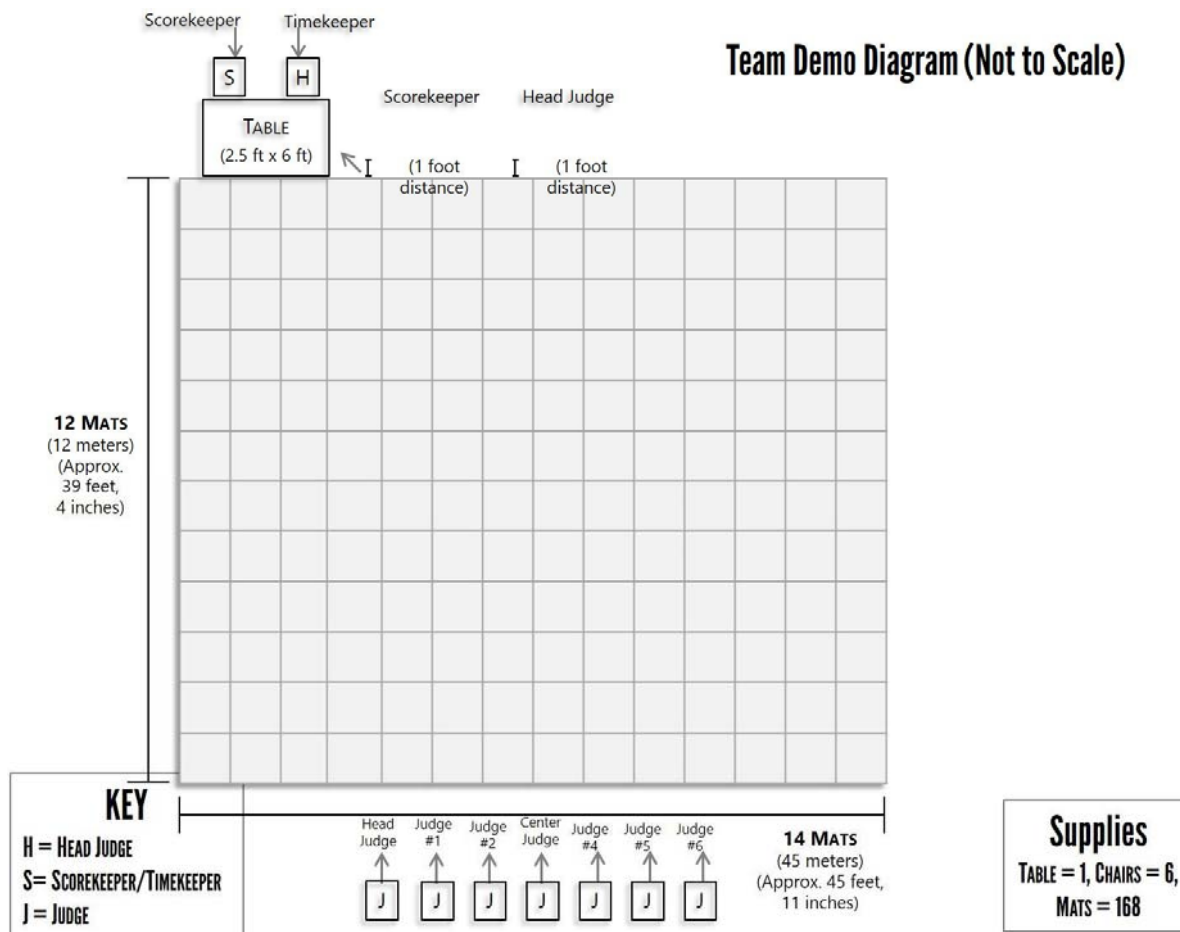 Scorekeeper Timekeeper
Team Demo Diagram (Not to Scale)
S H
Scorekeeper Head Judge
TABLE
(2.5 ft x 6 ft)
I (1 foot
distance)
I (1 foot
distance)
12 MATS
(12 meters)
(Approx.
39 feet,
4 inches)
KEY
H = HEAD JUDGE
S= SCOREKEEPER/TIMEKEEPER
J = JUDGE
Head
Judge
Judge
#1
Judge
#2
Center
Judge
Judge
#4
Judge
#5
Judge
#6
J J J J J J J
14 MATS
(45 meters)
(Approx. 45 feet,
11 inches)
Supplies
TABLE = 1, CHAIRS = 6,
MATS = 168